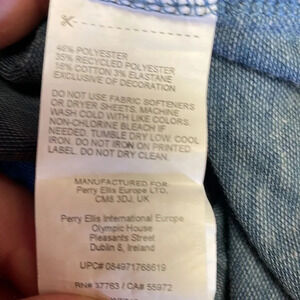 46% POLYESTER
35% RECYCLED POLYESTER
16% COTTON 3% ELASTANE
EXCLUSIVE OF DECORATION
DO NOT USE FABRIC SOFTENERS
OR DRYER SHEETS. MACHINE
WASH COLD WITH LIKE COLORS.
NON-CHLORINE BLEACH IF
NEEDED. TUMBLE DRY LOW. COOL
IRON. DO NOT IRON ON PRINTED
LABEL. DO NOT DRY CLEAN.
MANUFACTURED FOR
Perry Ellis Europe LTD.
CM8 3DJ, UK
Perry Ellis International Europe
Olympic House
Pleasants Street
Dublin 8, Ireland
UPC# 084971768619
RN# 37763 / CA# 55972